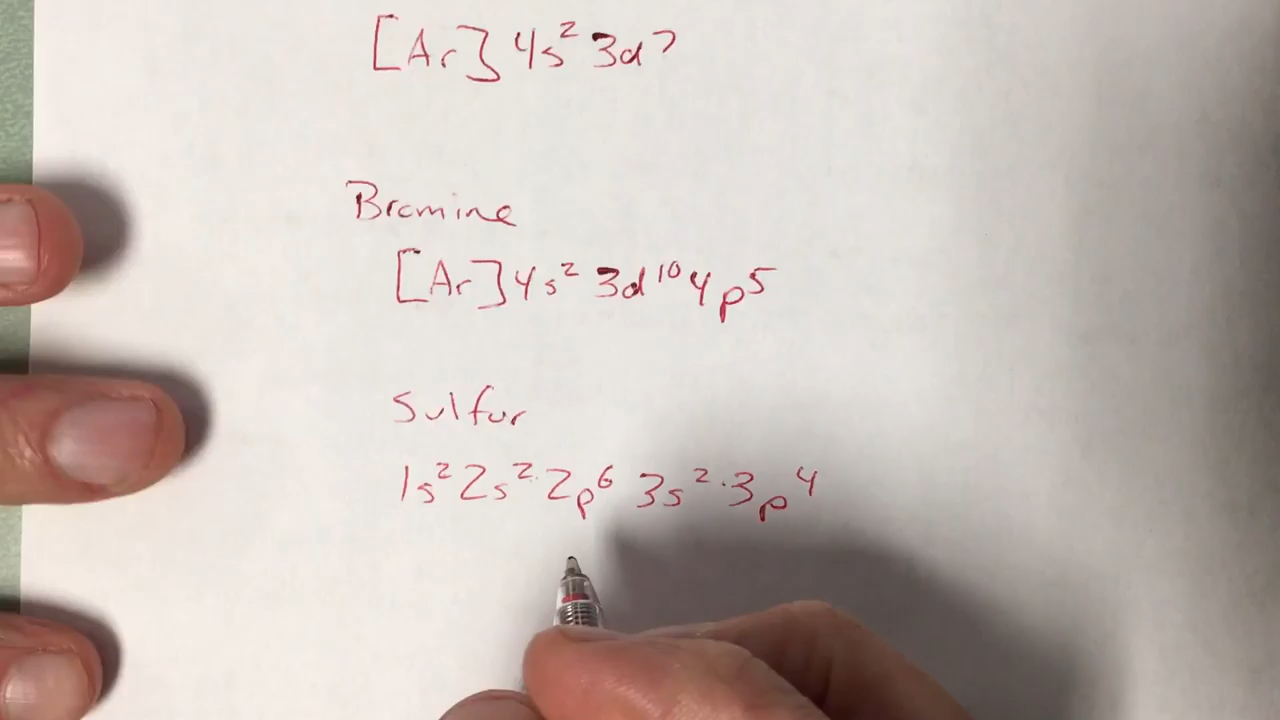 [Ar] 4s² 3d⁷
Bromine
[Ar] 4s² 3d¹⁰ 4p⁵
Sulfur
1s² 2s² 2p⁶ 3s² 3p⁴